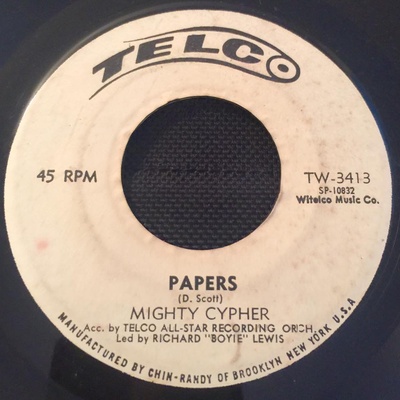 TELCO
45 RPM
TW-3413
SP-10832
Witelco Music Co.
PAPERS
(D. Scott)
MIGHTY CYPHER
Acc. by TELCO ALL-STAR RECORDING ORCH.
Led by RICHARD "BOYIE" LEWIS
MANUFACTURED BY CHIN-RANDY OF BROOKLYN NEW YORK U.S.A